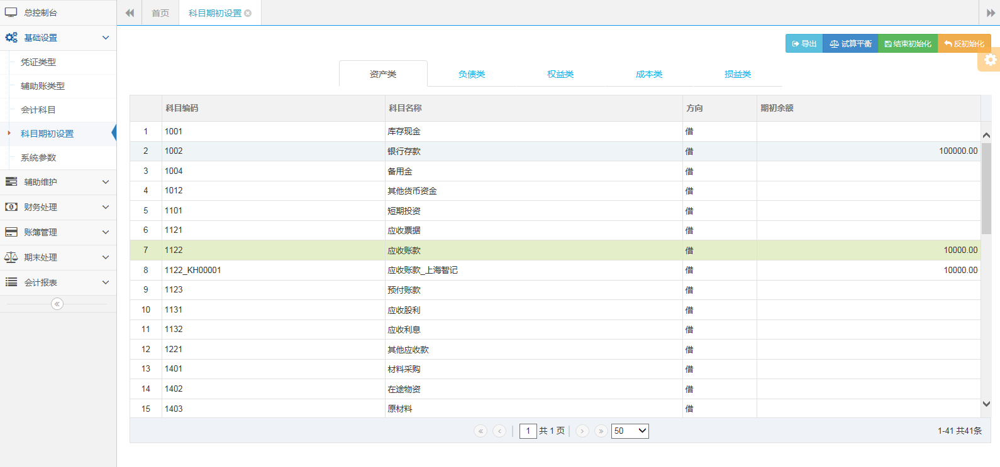 总控制台
基础设置
凭证类型
辅助账类型
会计科目
科目期初设置
系统参数
辅助维护
财务处理
账簿管理
期末处理
会计报表
首页 科目期初设置
导出 试算平衡 结束初始化 反初始化
资产类 负债类 权益类 成本类 损益类
科目编码 科目名称 方向 期初余额
1 1001 库存现金 借
2 1002 银行存款 借 100000.00
3 1004 备用金 借
4 1012 其他货币资金 借
5 1101 短期投资 借
6 1121 应收票据 借
7 1122 应收账款 借 10000.00
8 1122_KH00001 应收账款_上海智记 借 10000.00
9 1123 预付账款 借
10 1131 应收股利 借
11 1132 应收利息 借
12 1221 其他应收款 借
13 1401 材料采购 借
14 1402 在途物资 借
15 1403 原材料 借
1 共 1 页 50 1-41 共41条